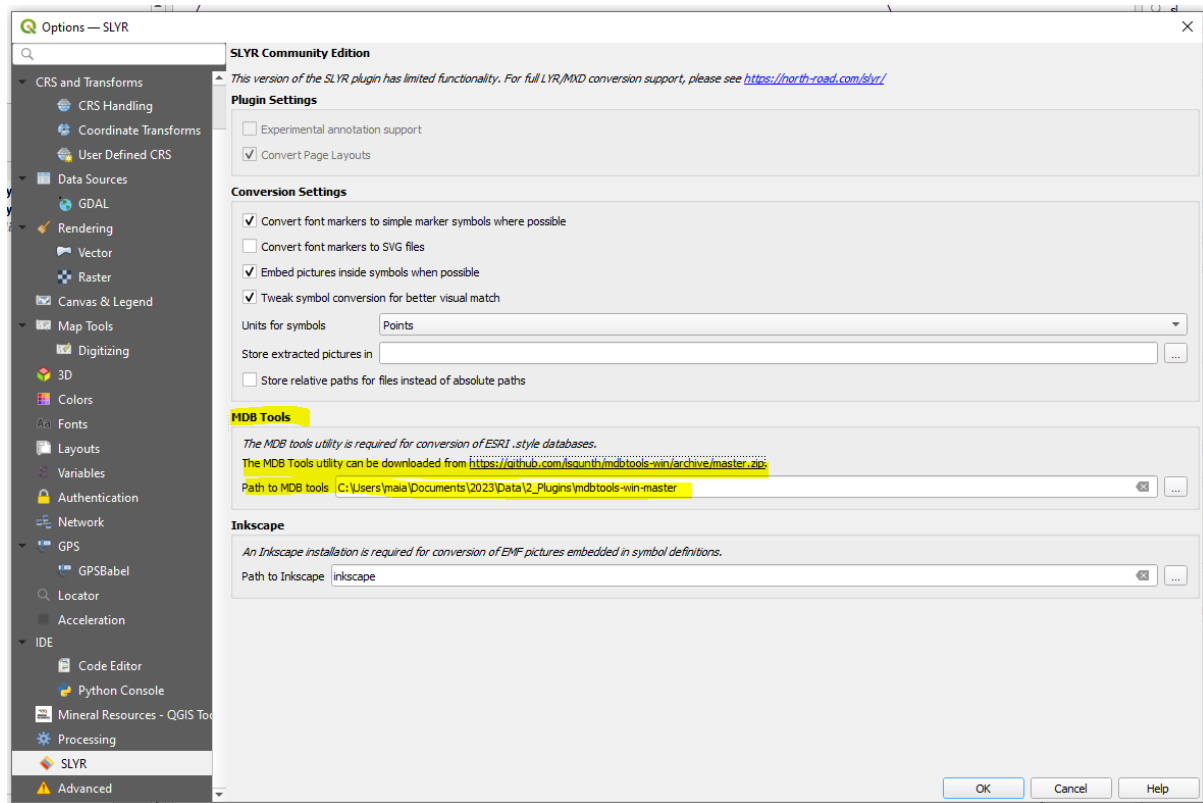 sl
Options — SLYR
CRS and Transforms
CRS Handling
Coordinate Transforms
User Defined CRS
Data Sources
GDAL
Rendering
Vector
Raster
Canvas & Legend
Map Tools
Digitizing
3D
Colors
Aa Fonts
Layouts
Variables
Authentication
Network
GPS
GPSBabel
Locator
Acceleration
IDE
Code Editor
Python Console
Mineral Resources - QGIS Too
Processing
SLYR
Advanced
SLYR Community Edition
This version of the SLYR plugin has limited functionality. For full LYR/MXD conversion support, please see https://north-road.com/slyr/
Plugin Settings
Experimental annotation support
Convert Page Layouts
Conversion Settings
Convert font markers to simple marker symbols where possible
Convert font markers to SVG files
Embed pictures inside symbols when possible
Tweak symbol conversion for better visual match
Units for symbols Points
Store extracted pictures in ...
Store relative paths for files instead of absolute paths
MDB Tools
The MDB tools utility is required for conversion of ESRI .style databases.
The MDB Tools utility can be downloaded from https://github.com/lsgunth/mdbtools-win/archive/master.zip.
Path to MDB tools C:\Users\maia\Documents\2023\Data\2_Plugins\mdbtools-win-master ...
Inkscape
An Inkscape installation is required for conversion of EMF pictures embedded in symbol definitions.
Path to Inkscape inkscape ...
OK Cancel Help